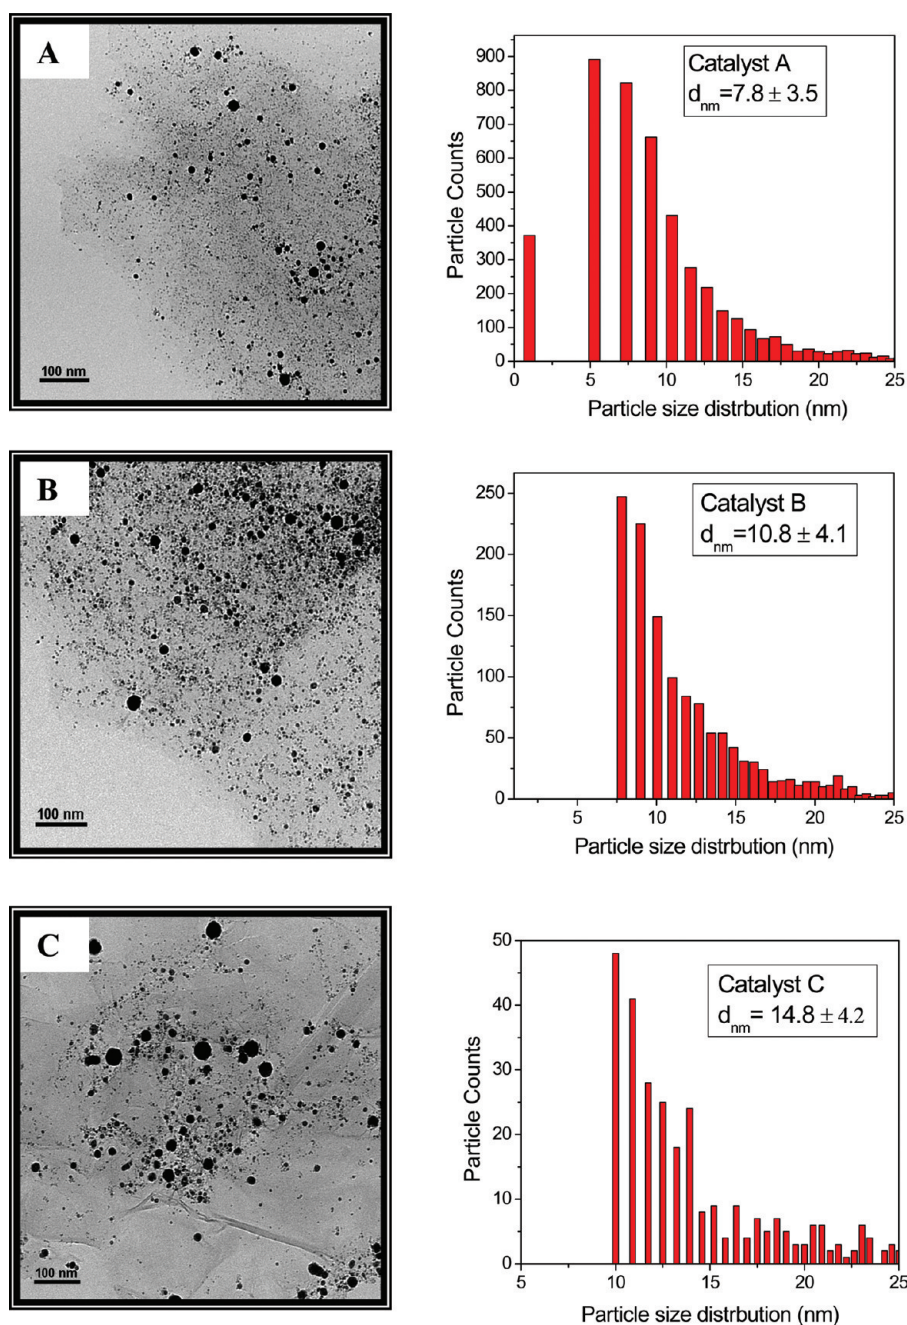 A
100 nm
Catalyst A
dnm=7.8 ± 3.5
Particle Counts
900
800
700
600
500
400
300
200
100
0
0 5 10 15 20 25
Particle size distrbution (nm)
B
100 nm
Catalyst B
dnm=10.8 ± 4.1
Particle Counts
250
200
150
100
50
0
5 10 15 20 25
Particle size distrbution (nm)
C
100 nm
Catalyst C
dnm= 14.8 ± 4.2
Particle Counts
50
40
30
20
10
0
5 10 15 20 25
Particle size distrbution (nm)